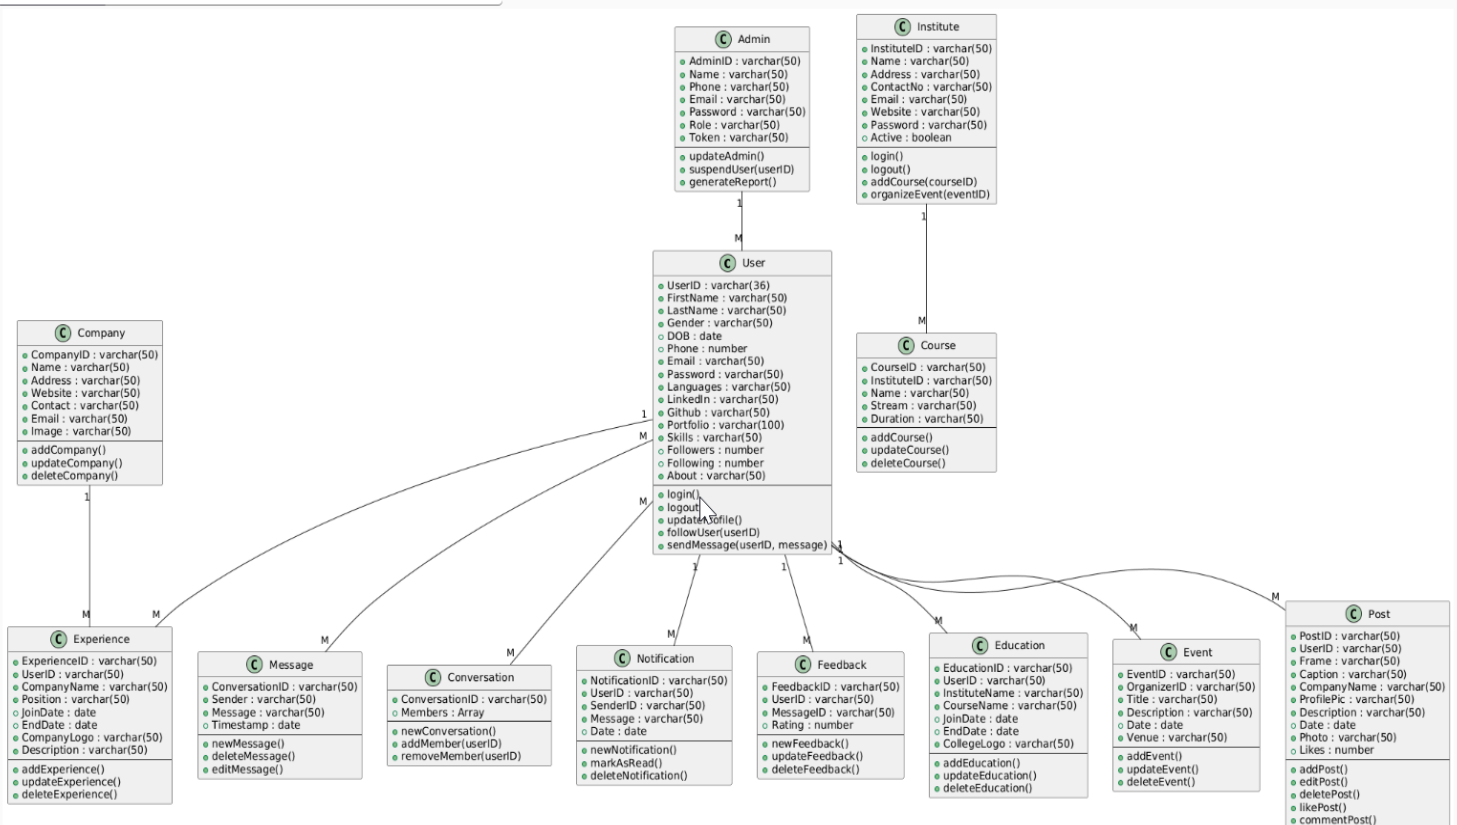 C Admin
AdminID : varchar(50)
Name : varchar(50)
Phone : varchar(50)
Email : varchar(50)
Password : varchar(50)
Role : varchar(50)
Token : varchar(50)
updateAdmin()
suspendUser(userID)
generateReport()
1
M
C Institute
InstituteID : varchar(50)
Name : varchar(50)
Address : varchar(50)
ContactNo : varchar(50)
Email : varchar(50)
Website : varchar(50)
Password : varchar(50)
Active : boolean
login()
logout()
addCourse(courseID)
organizeEvent(eventID)
1
M
C User
UserID : varchar(36)
FirstName : varchar(50)
LastName : varchar(50)
Gender : varchar(50)
DOB : date
Phone : number
Email : varchar(50)
Password : varchar(50)
Languages : varchar(50)
LinkedIn : varchar(50)
Github : varchar(50)
Portfolio : varchar(100)
Skills : varchar(50)
Followers : number
Following : number
About : varchar(50)
login()
logout
sendMessage(userID, message)
followUser(userID)
1
M
M
1
1
1
1
C Company
CompanyID : varchar(50)
Name : varchar(50)
Address : varchar(50)
Website : varchar(50)
Contact : varchar(50)
Email : varchar(50)
Image : varchar(50)
addCompany()
updateCompany()
deleteCompany()
1
C Course
CourseID : varchar(50)
InstituteID : varchar(50)
Name : varchar(50)
Stream : varchar(50)
Duration : varchar(50)
addCourse()
updateCourse()
deleteCourse()
M
M
C Experience
ExperienceID : varchar(50)
UserID : varchar(50)
CompanyName : varchar(50)
Position : varchar(50)
JoinDate : date
EndDate : date
CompanyLogo : varchar(50)
Description : varchar(50)
addExperience()
updateExperience()
deleteExperience()
M
C Message
ConversationID : varchar(50)
Sender : varchar(50)
Message : varchar(50)
Timestamp : date
newMessage()
deleteMessage()
editMessage()
M
C Conversation
ConversationID : varchar(50)
Members : Array
newConversation()
addMember(userID)
removeMember(userID)
M
C Notification
NotificationID : varchar(50)
UserID : varchar(50)
SenderID : varchar(50)
Message : varchar(50)
Date : date
newNotification()
markAsRead()
deleteNotification()
M
C Feedback
FeedbackID : varchar(50)
UserID : varchar(50)
MessageID : varchar(50)
Rating : number
newFeedback()
updateFeedback()
deleteFeedback()
M
C Education
EducationID : varchar(50)
UserID : varchar(50)
InstituteName : varchar(50)
CourseName : varchar(50)
JoinDate : date
EndDate : date
CollegeLogo : varchar(50)
addEducation()
updateEducation()
deleteEducation()
M
C Event
EventID : varchar(50)
OrganizerID : varchar(50)
Title : varchar(50)
Description : varchar(50)
Date : date
Venue : varchar(50)
addEvent()
updateEvent()
deleteEvent()
M
C Post
PostID : varchar(50)
UserID : varchar(50)
Frame : varchar(50)
Caption : varchar(50)
CompanyName : varchar(50)
ProfilePic : varchar(50)
Description : varchar(50)
Date : date
Photo : varchar(50)
Likes : number
addPost()
editPost()
deletePost()
likePost()
commentPost()